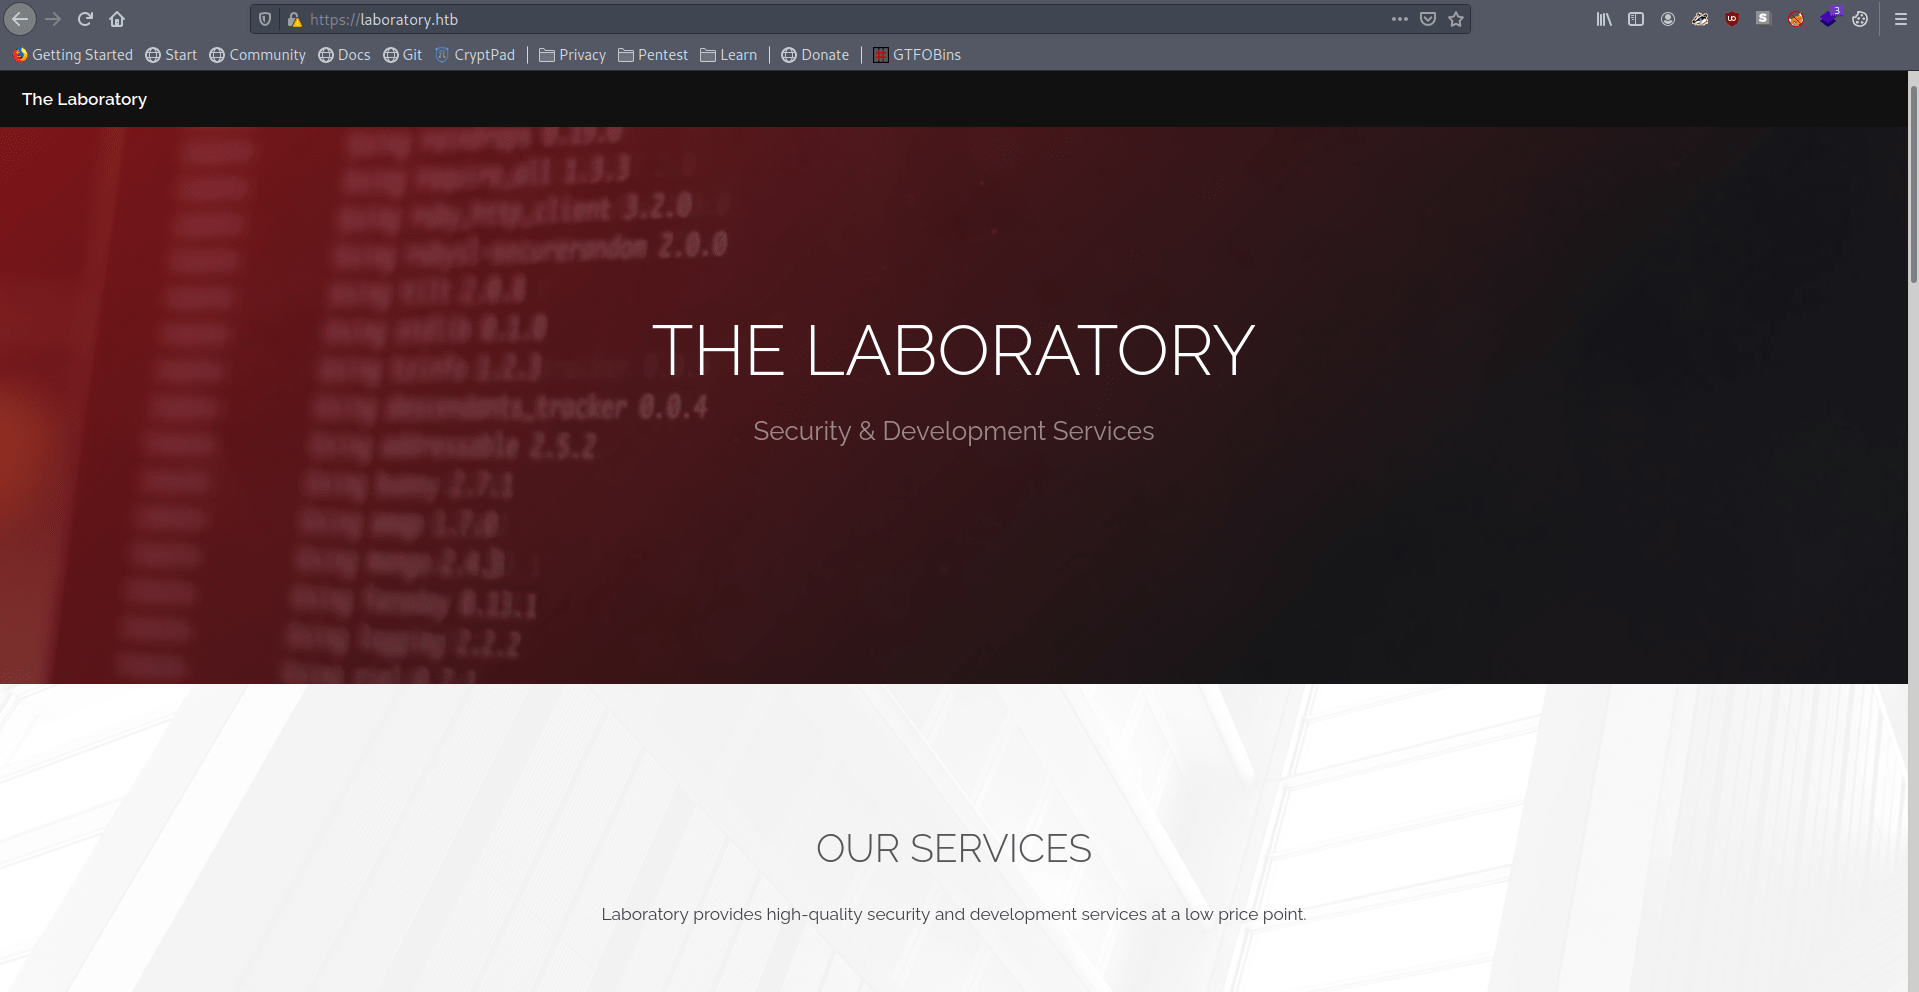 https://laboratory.htb
3
Getting Started Start Community Docs Git CryptPad Privacy Pentest Learn Donate GTFOBins
The Laboratory
Using raindrops 0.19.0
Using require_all 1.3.3
Using ruby_http_client 3.2.0
Using rubysl-securerandom 2.0.0
Using tilt 2.0.8
Using stdlib 0.1.0
Using tzinfo 1.2.3
Using descendants_tracker 0.0.4
Using addressable 2.5.2
Using bunny 2.7.1
Using 1.7.0
Using mongo 2.4.3
Using faraday 0.13.1
Using logging 2.2.2
Using
THE LABORATORY
Security & Development Services
OUR SERVICES
Laboratory provides high-quality security and development services at a low price point.